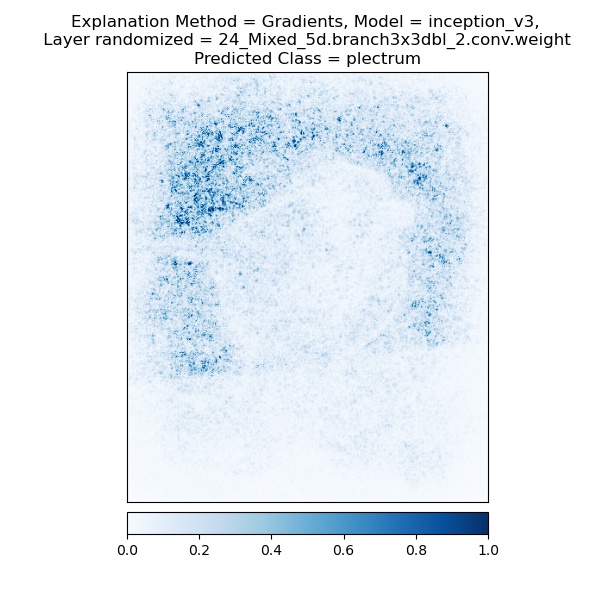 Explanation Method = Gradients, Model = inception_v3,
Layer randomized = 24_Mixed_5d.branch3x3dbl_2.conv.weight
Predicted Class = plectrum
0.0 0.2 0.4 0.6 0.8 1.0